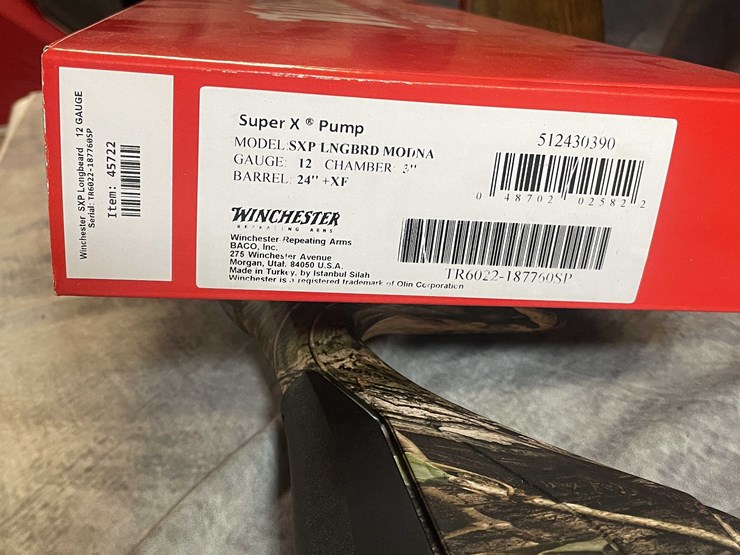 Winchester SXP Longbeard 12 GAUGE
Serial: TR6022-187760SP
Item: 45722
Super X ® Pump
MODEL:SXP LNGBRD MODNA
GAUGE: 12 CHAMBER: 3"
BARREL: 24" +XF
WINCHESTER
REPEATING ARMS
Winchester Repeating Arms
BACO, Inc.
275 Winchester Avenue
Morgan, Utah 84050 U.S.A.
Made in Turkey, by Istanbul Silah
Winchester is a registered trademark of Olin Corporation
512430390
0 48702 02582 2
TR6022-187760SP